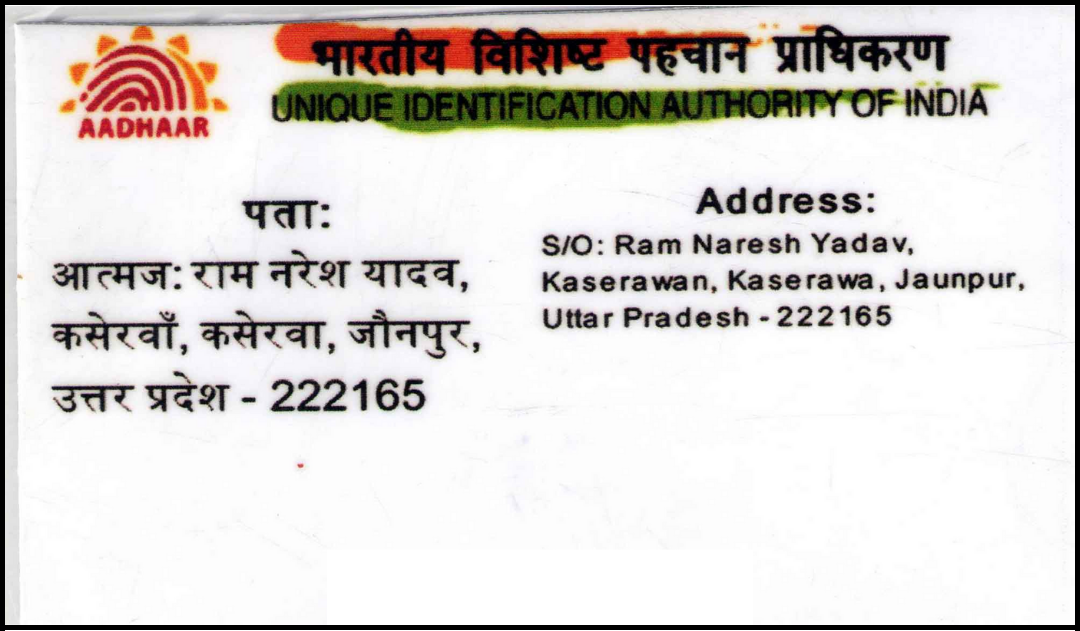 भारतीय विशिष्ट पहचान प्राधिकरण
AADHAAR
UNIQUE IDENTIFICATION AUTHORITY OF INDIA
पता:
आत्मज: राम नरेश यादव,
कसेरवाँ, कसेरवा, जौनपुर,
उत्तर प्रदेश - 222165
Address:
S/O: Ram Naresh Yadav,
Kaserawan, Kaserawa, Jaunpur,
Uttar Pradesh - 222165